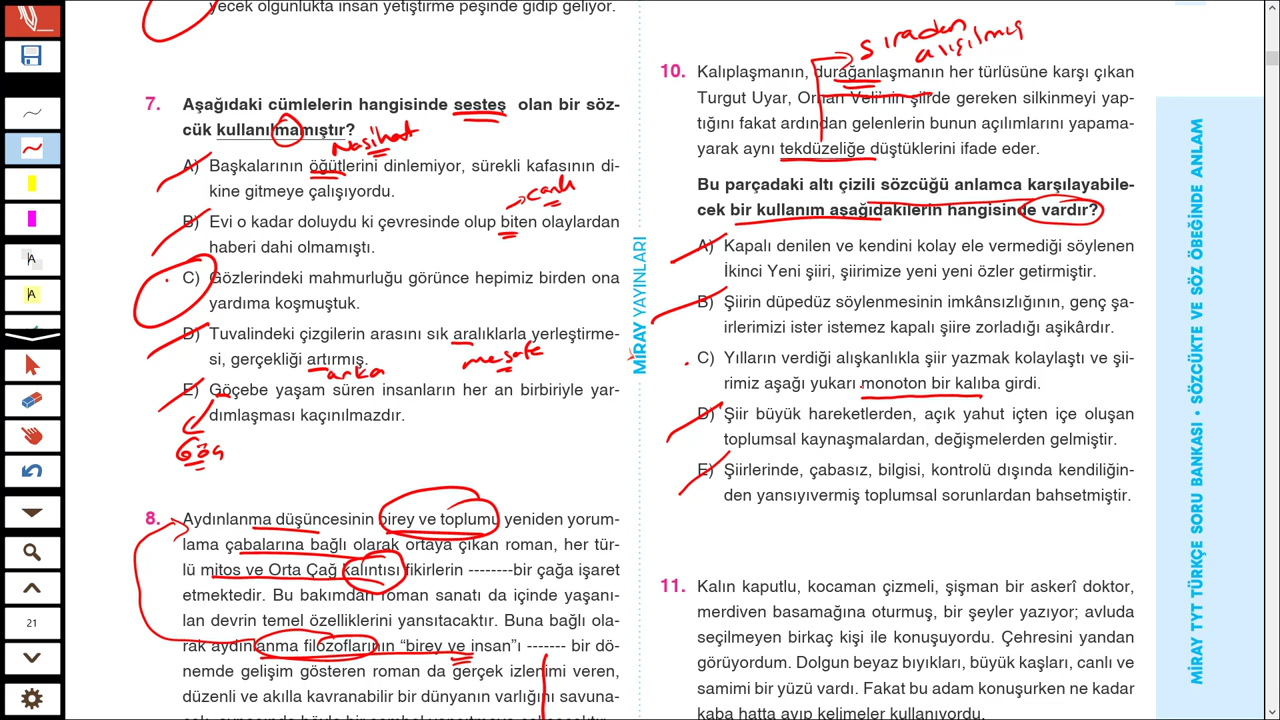 yecek olgunlukta insan yetiştirme peşinde gidip geliyor.
7. Aşağıdaki cümlelerin hangisinde sesteş olan bir söz-
cük kullanılmamıştır?
Nasihat
A) Başkalarının öğütlerini dinlemiyor, sürekli kafasının di-
kine gitmeye çalışıyordu.
canlı
B) Evi o kadar doluydu ki çevresinde olup biten olaylardan
haberi dahi olmamıştı.
C) Gözlerindeki mahmurluğu görünce hepimiz birden ona
yardıma koşmuştuk.
D) Tuvalindeki çizgilerin arasını sık aralıklarla yerleştirme-
si, gerçekliği artırmış.
arka
mesafe
E) Göçebe yaşam süren insanların her an birbiriyle yar-
dımlaşması kaçınılmazdır.
8. Aydınlanma düşüncesinin birey ve toplumu yeniden yorum-
lama çabalarına bağlı olarak ortaya çıkan roman, her tür-
lü mitos ve Orta Çağ kalıntısı fikirlerin --------bir çağa işaret
etmektedir. Bu bakımdan roman sanatı da içinde yaşanı-
lan devrin temel özelliklerini yansıtacaktır. Buna bağlı ola-
rak aydınlanma filozoflarının “birey ve insan”ı ------- bir dö-
nemde gelişim gösteren roman da gerçek izlenimi veren,
düzenli ve akılla kavranabilir bir dünyanın varlığını savuna-
MİRAY YAYINLARI
sıradan
alışılmış
10. Kalıplaşmanın, durağanlaşmanın her türlüsüne karşı çıkan
Turgut Uyar, Orhan Veli’nin şiirde gereken silkinmeyi yap-
tığını fakat ardından gelenlerin bunun açılımlarını yapama-
yarak aynı tekdüzeliğe düştüklerini ifade eder.
Bu parçadaki altı çizili sözcüğü anlamca karşılayabile-
cek bir kullanım aşağıdakilerin hangisinde vardır?
A) Kapalı denilen ve kendini kolay ele vermediği söylenen
İkinci Yeni şiiri, şiirimize yeni yeni özler getirmiştir.
B) Şiirin düpedüz söylenmesinin imkânsızlığının, genç şa-
irlerimizi ister istemez kapalı şiire zorladığı aşikârdır.
C) Yılların verdiği alışkanlıkla şiir yazmak kolaylaştı ve şii-
rimiz aşağı yukarı monoton bir kalıba girdi.
D) Şiir büyük hareketlerden, açık yahut içten içe oluşan
toplumsal kaynaşmalardan, değişmelerden gelmiştir.
E) Şiirlerinde, çabasız, bilgisi, kontrolü dışında kendiliğin-
den yansıyıvermiş toplumsal sorunlardan bahsetmiştir.
11. Kalın kaputlu, kocaman çizmeli, şişman bir askerî doktor,
merdiven basamağına oturmuş, bir şeyler yazıyor; avluda
seçilmeyen birkaç kişi ile konuşuyordu. Çehresini yandan
görüyordum. Dolgun beyaz bıyıkları, büyük kaşları, canlı ve
samimi bir yüzü vardı. Fakat bu adam konuşurken ne kadar
kaba hatta ayıp kelimeler kullanıyordu.
MİRAY TYT TÜRKÇE SORU BANKASI • SÖZCÜKTE VE SÖZ ÖBEĞİNDE ANLAM
A
A
21